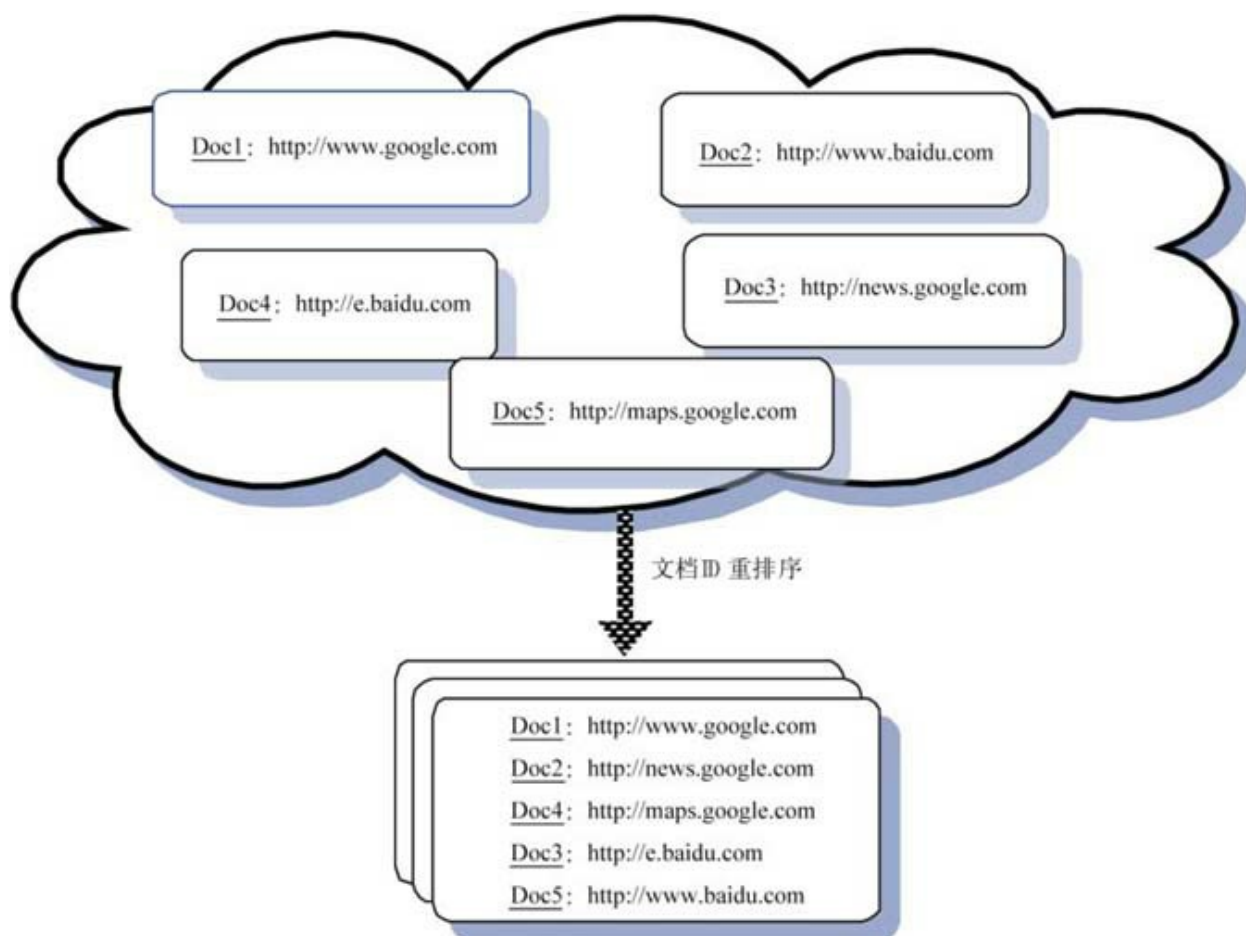 Doc1：http://www.google.com
Doc2：http://www.baidu.com
Doc4：http://e.baidu.com
Doc3：http://news.google.com
Doc5：http://maps.google.com
文档ID 重排序
Doc1：http://www.google.com
Doc2：http://news.google.com
Doc4：http://maps.google.com
Doc3：http://e.baidu.com
Doc5：http://www.baidu.com